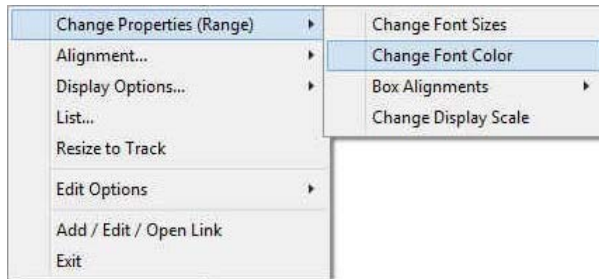 Change Properties (Range)
Alignment...
Display Options...
List...
Resize to Track
Edit Options
Add / Edit / Open Link
Exit
Change Font Sizes
Change Font Color
Box Alignments
Change Display Scale